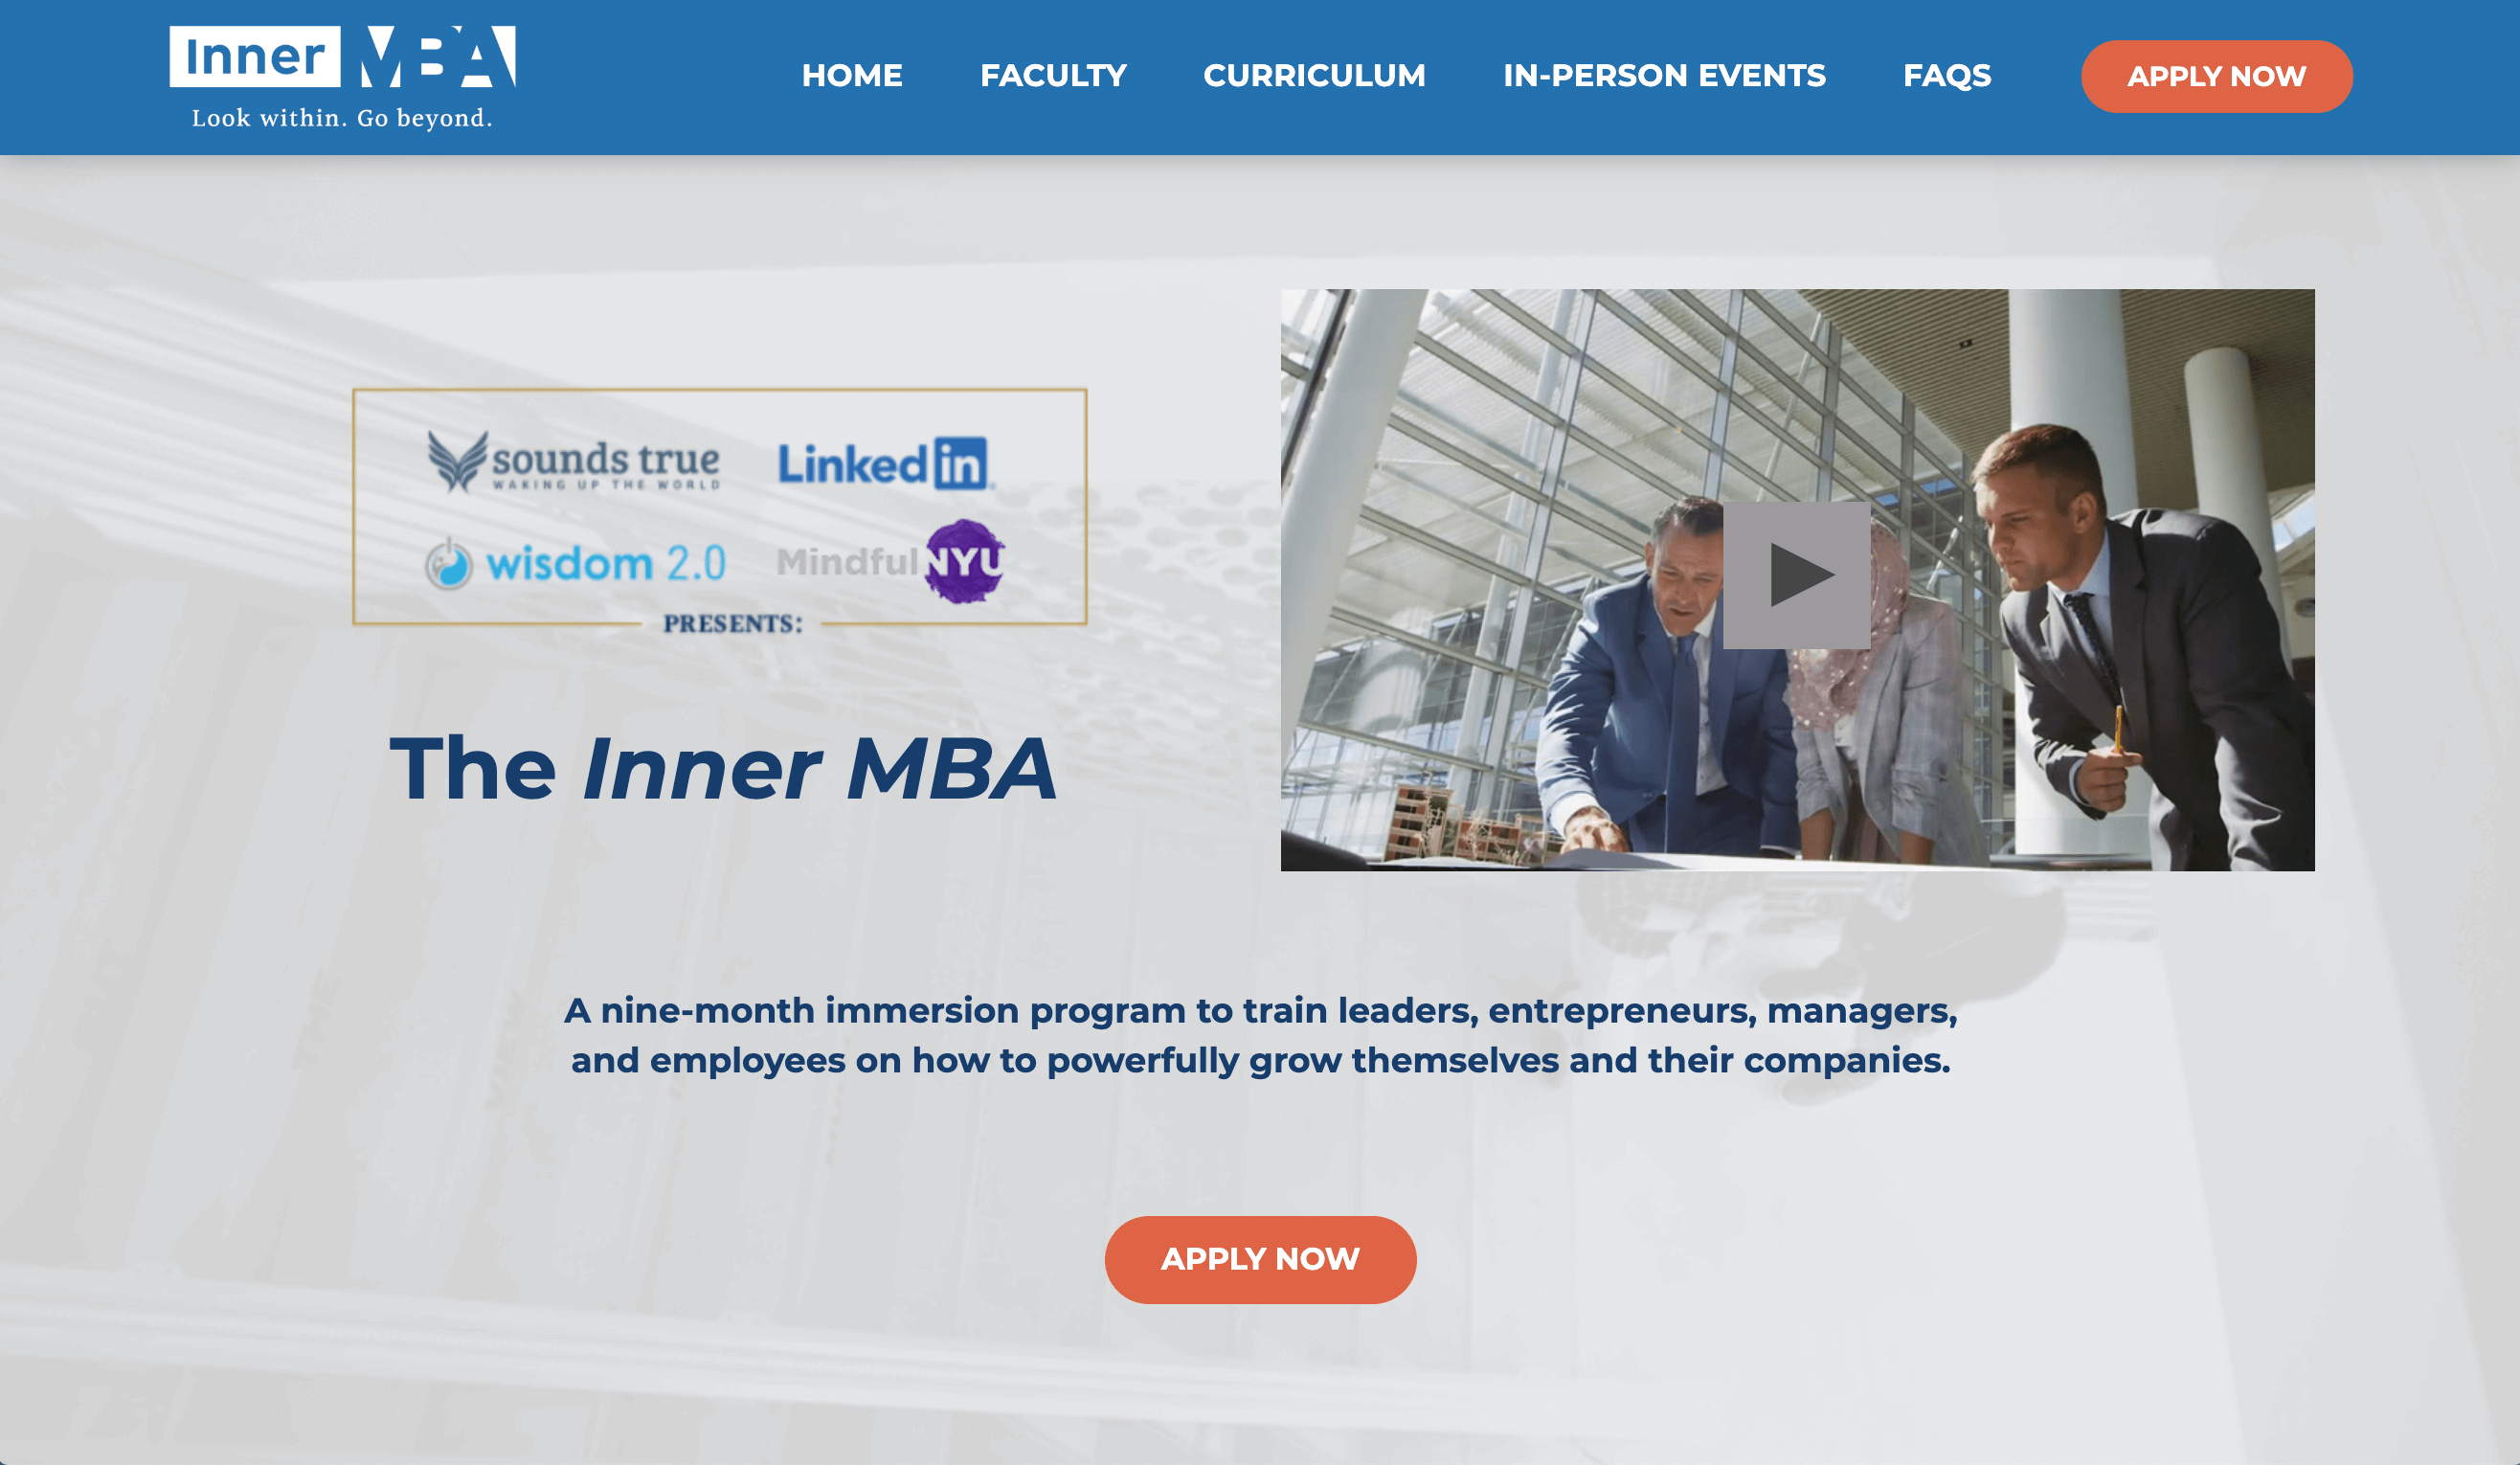 Inner MBA
Look within. Go beyond.
HOME
FACULTY
CURRICULUM
IN-PERSON EVENTS
FAQS
APPLY NOW
sounds true
WAKING UP THE WORLD
Linked in
wisdom 2.0
Mindful NYU
PRESENTS:
The Inner MBA
A nine-month immersion program to train leaders, entrepreneurs, managers,
and employees on how to powerfully grow themselves and their companies.
APPLY NOW